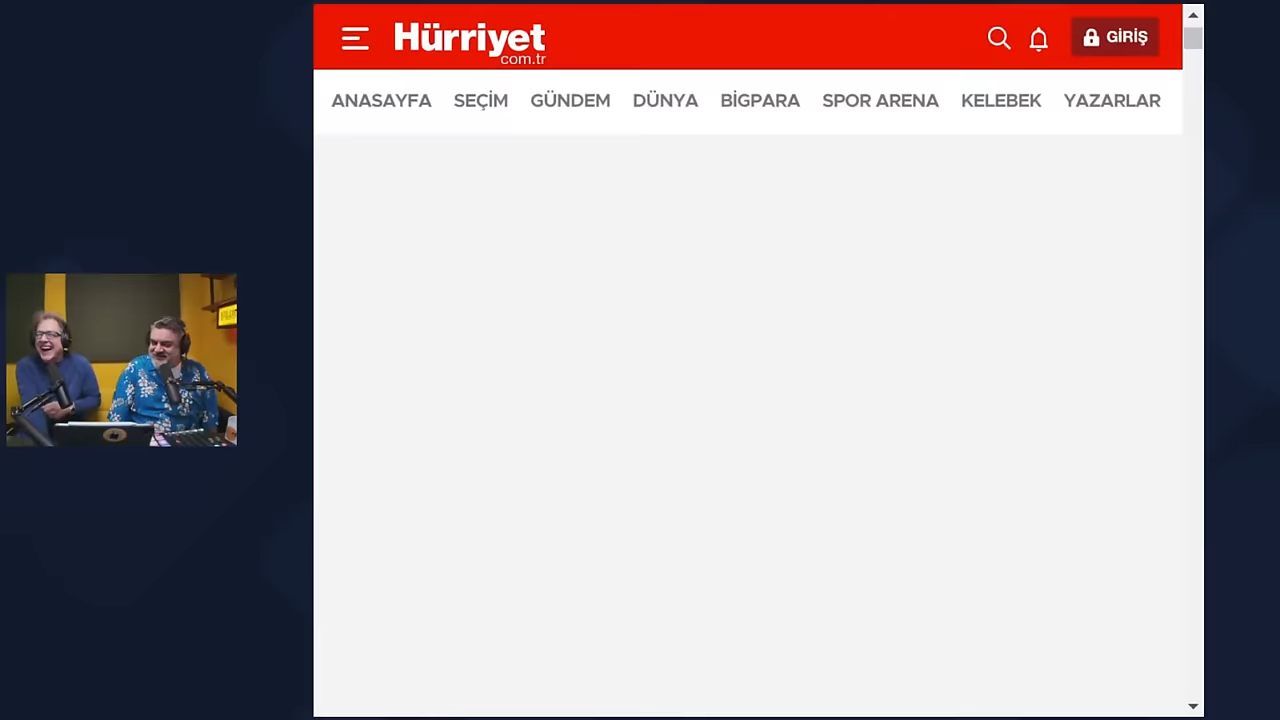 Hürriyet
com.tr
GİRİŞ
ANASAYFA SEÇİM GÜNDEM DÜNYA BİGPARA SPOR ARENA KELEBEK YAZARLAR